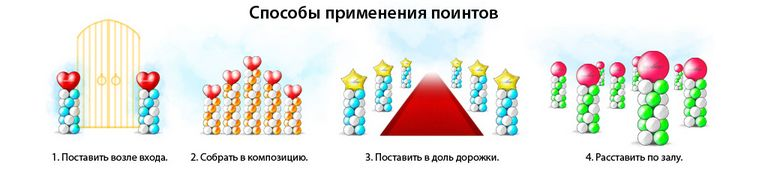 Способы применения поинтов
1. Поставить возле входа.
2. Собрать в композицию.
3. Поставить в доль дорожки.
4. Расставить по залу.